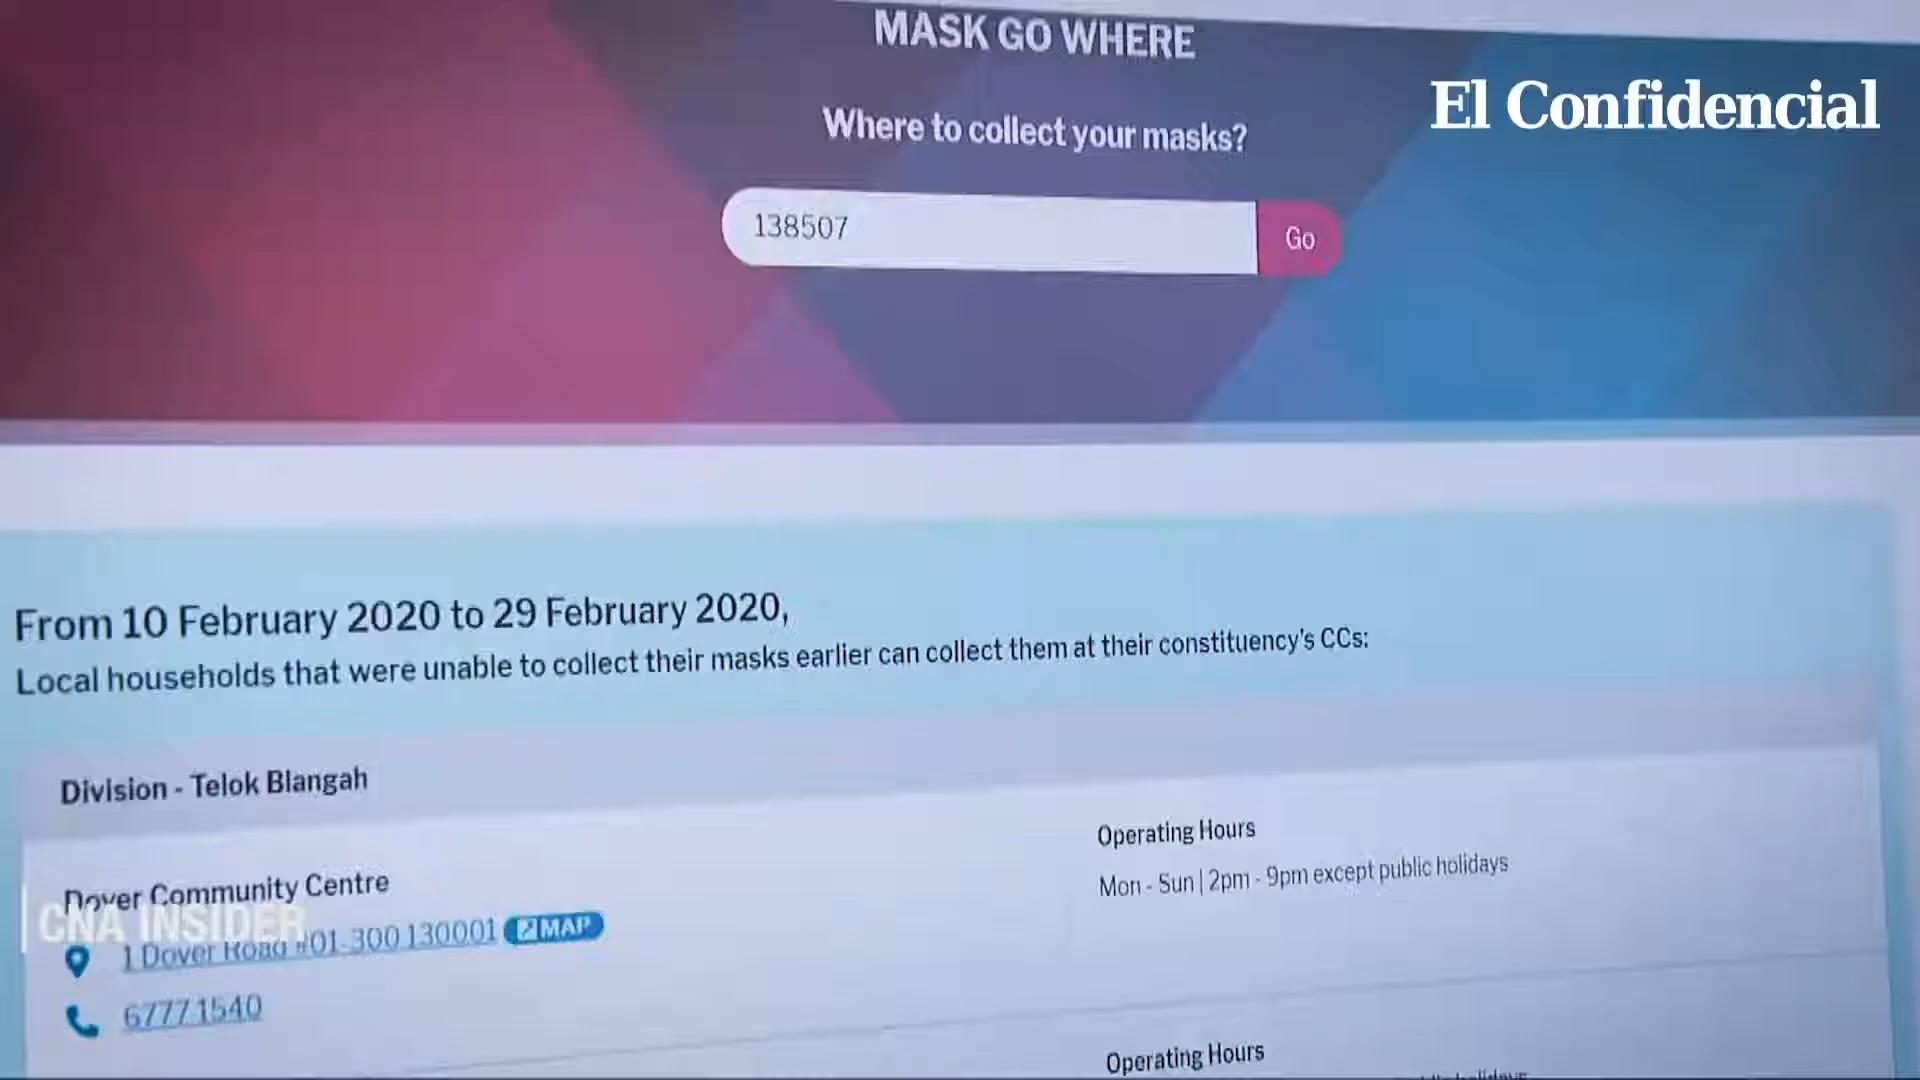 MASK GO WHERE
El Confidencial
Where to collect your masks?
138507
Go
From 10 February 2020 to 29 February 2020,
Local households that were unable to collect their masks earlier can collect them at their constituency's CCs:
Division - Telok Blangah
Operating Hours
Mon - Sun | 2pm - 9pm except public holidays
Dover Community Centre
CNA INSIDER
1 Dover Road #01-300 130001
MAP
67771540
Operating Hours